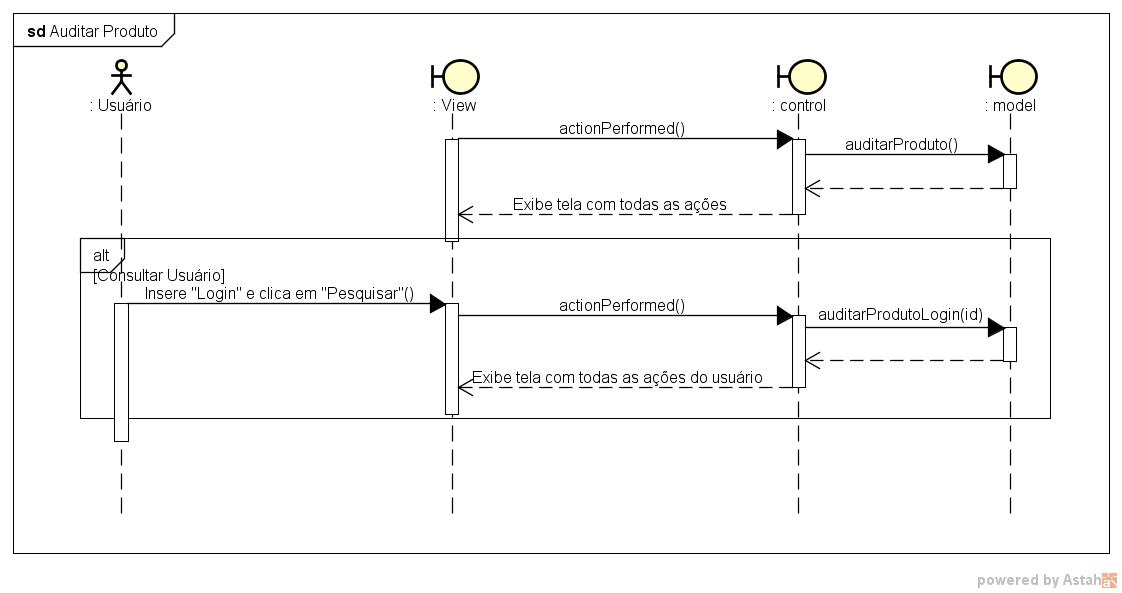 sd Auditar Produto
: Usuário
: View
: control
: model
actionPerformed()
auditarProduto()
Exibe tela com todas as ações
alt
[Consultar Usuário]
Insere "Login" e clica em "Pesquisar"()
actionPerformed()
auditarProdutoLogin(id)
Exibe tela com todas as ações do usuário
powered by Astah